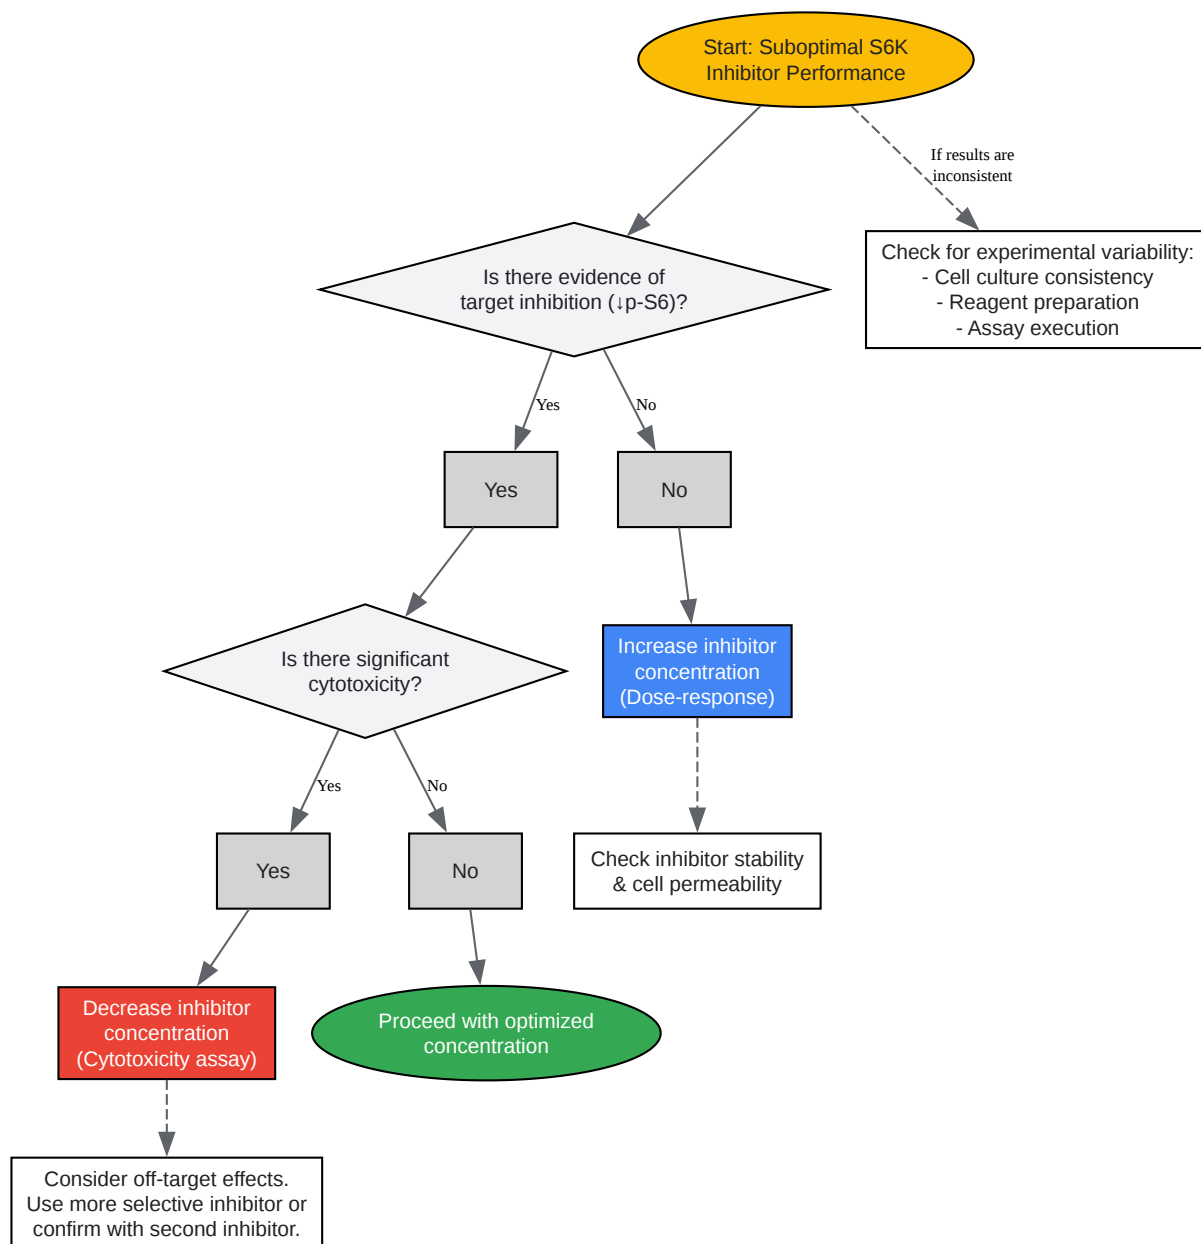 Start: Suboptimal S6K
Inhibitor Performance
If results are
inconsistent
Check for experimental variability:
- Cell culture consistency
- Reagent preparation
- Assay execution
Is there evidence of
target inhibition (↓p-S6)?
Yes
No
Yes
No
Is there significant
cytotoxicity?
Increase inhibitor
concentration
(Dose-response)
Yes
No
Yes
No
Check inhibitor stability
& cell permeability
Decrease inhibitor
concentration
(Cytotoxicity assay)
Proceed with optimized
concentration
Consider off-target effects.
Use more selective inhibitor or
confirm with second inhibitor.